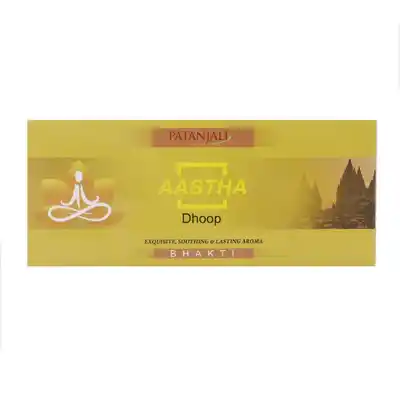 PATANJALI
AASTHA
Dhoop
EXQUISITE, SOOTHING & LASTING AROMA
BHAKTI